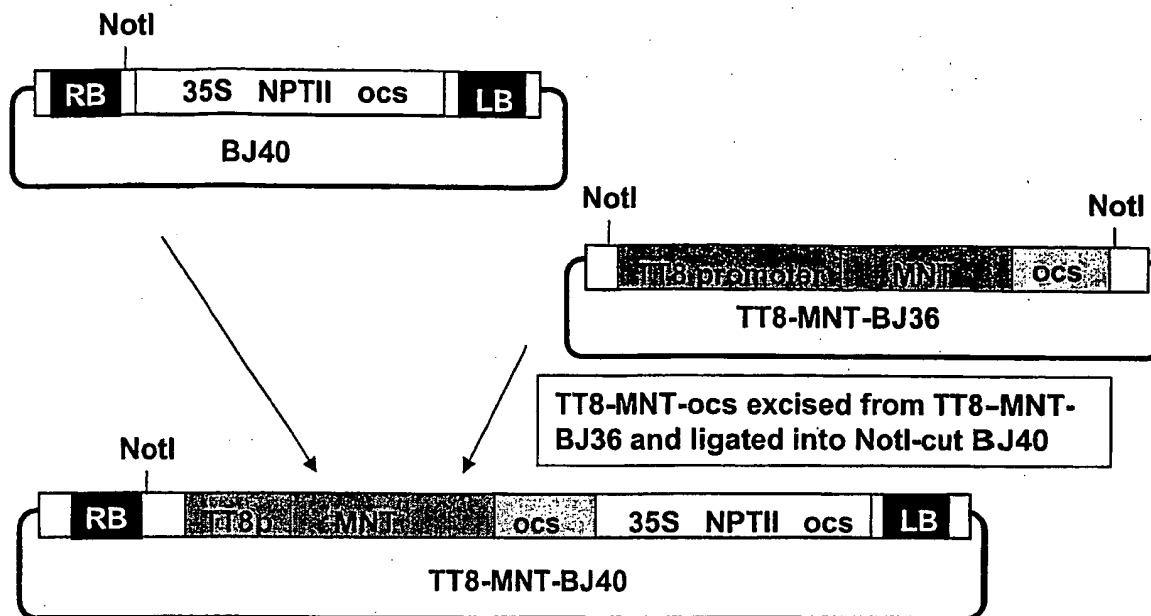 NotI
RB 35S NPTII ocs LB
BJ40
NotI NotI
TT8 promoter MNT ocs
TT8-MNT-BJ36
TT8-MNT-ocs excised from TT8-MNT-
BJ36 and ligated into NotI-cut BJ40
NotI
RB TT8p MNT ocs 35S NPTII ocs LB
TT8-MNT-BJ40